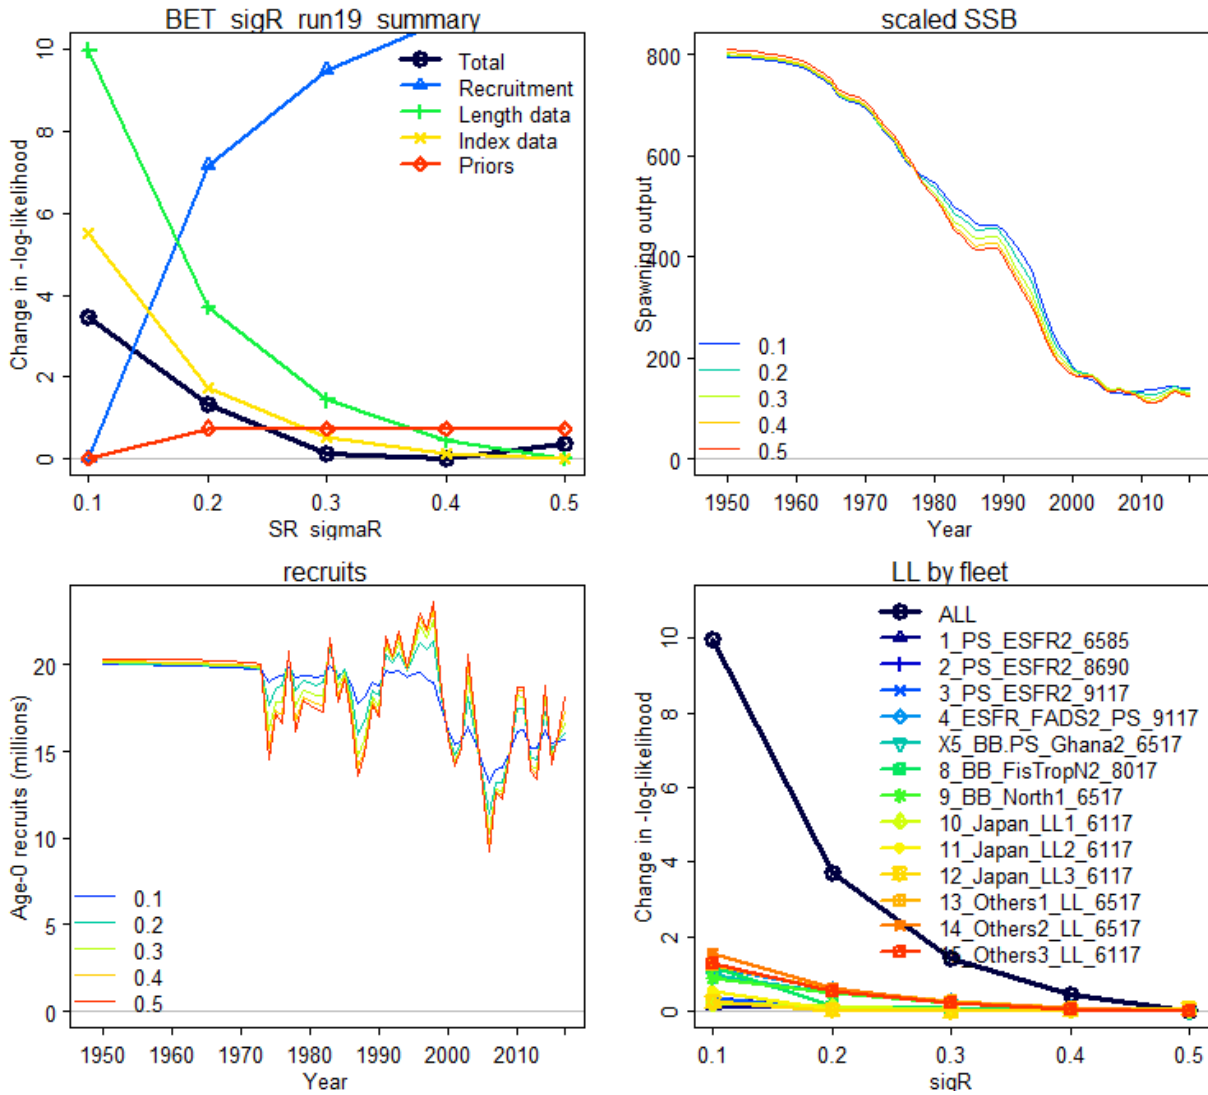 BET_sigR_run19_summary
10
8
6
4
2
0
Change in -log-likelihood
Total
Recruitment
Length data
Index data
Priors
0.1 0.2 0.3 0.4 0.5
SR_sigmaR
scaled SSB
800
600
400
200
0
Spawning output
0.1
0.2
0.3
0.4
0.5
1950 1960 1970 1980 1990 2000 2010
Year
recruits
20
15
10
5
0
Age-0 recruits (millions)
0.1
0.2
0.3
0.4
0.5
1950 1960 1970 1980 1990 2000 2010
Year
LL by fleet
10
8
6
4
2
0
Change in -log-likelihood
ALL
1_PS_ESFR2_6585
2_PS_ESFR2_8690
3_PS_ESFR2_9117
4_ESFR_FADS2_PS_9117
X5_BB.PS_Ghana2_6517
8_BB_FisTropN2_8017
9_BB_North1_6517
10_Japan_LL1_6117
11_Japan_LL2_6117
12_Japan_LL3_6117
13_Others1_LL_6517
14_Others2_LL_6517
15_Others3_LL_6117
0.1 0.2 0.3 0.4 0.5
sigR